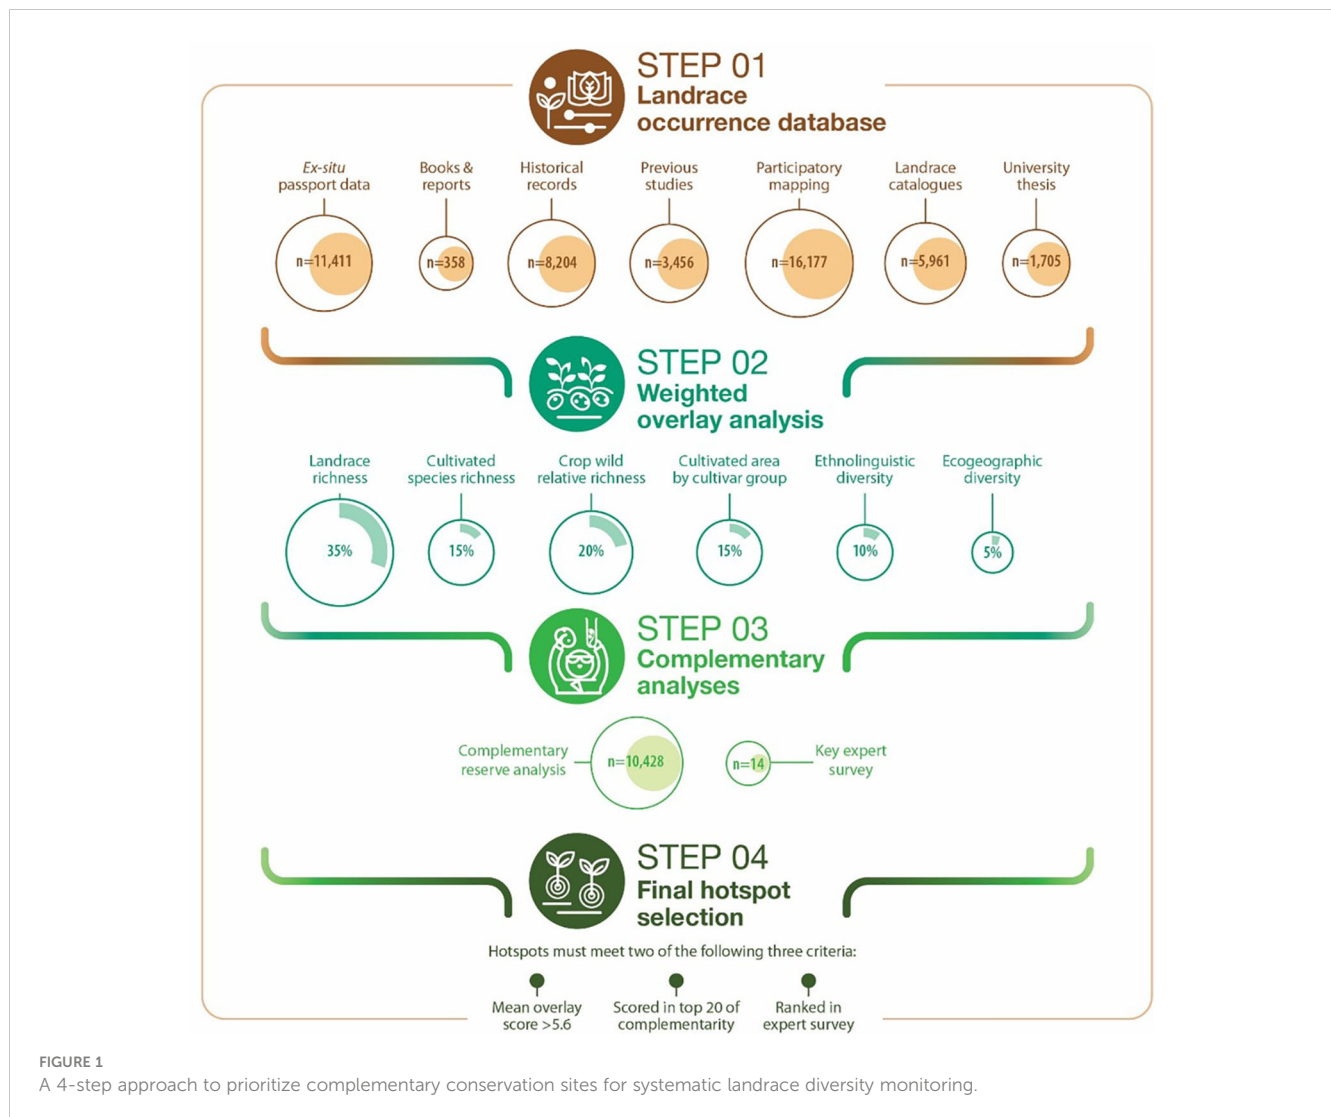 STEP 01
Landrace
occurrence database
Ex-situ
passport data
Books &
reports
Historical
records
Previous
studies
Participatory
mapping
Landrace
catalogues
University
thesis
n=11,411
n=358
n=8,204
n=3,456
n=16,177
n=5,961
n=1,705
STEP 02
Weighted
overlay analysis
Landrace
richness
Cultivated
species richness
Crop wild
relative richness
Cultivated area
by cultivar group
Ethnolinguistic
diversity
Ecogeographic
diversity
35%
15%
20%
15%
10%
5%
STEP 03
Complementary
analyses
Complementary
reserve analysis
n=10,428
n=14
Key expert
survey
STEP 04
Final hotspot
selection
Hotspots must meet two of the following three criteria:
Mean overlay
score >5.6
Scored in top 20 of
complementarity
Ranked in
expert survey
FIGURE 1
A 4-step approach to prioritize complementary conservation sites for systematic landrace diversity monitoring.